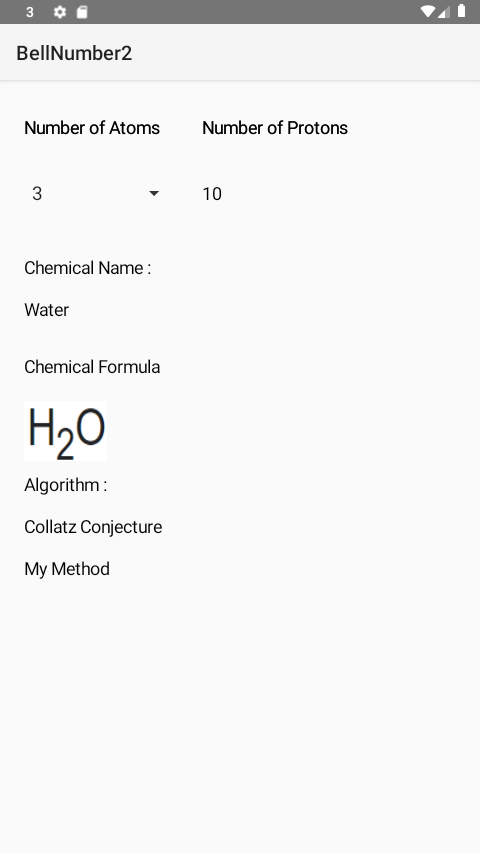 3
BellNumber2
Number of Atoms Number of Protons
3 10
Chemical Name :
Water
Chemical Formula
H2O
Algorithm :
Collatz Conjecture
My Method